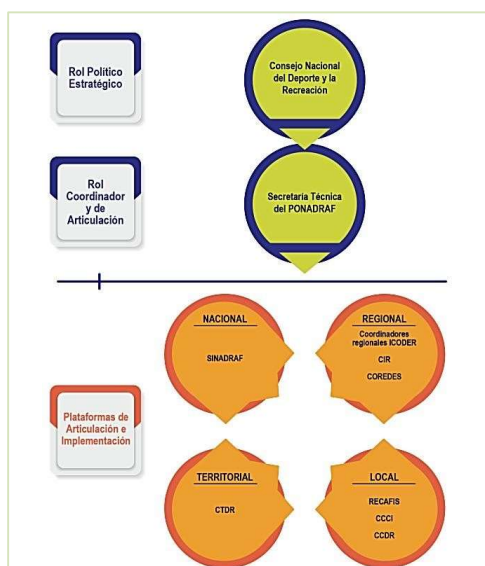 Rol Político
Estratégico
Consejo Nacional
del Deporte y la
Recreación
Rol
Coordinador
y de
Articulación
Secretaría Técnica
del PONADRAF
NACIONAL
SINADRAF
REGIONAL
Coordinadores
regionales ICODER
CIR
COREDES
Plataformas de
Articulación e
Implementación
TERRITORIAL
CTDR
LOCAL
RECAFIS
CCCI
CCDR